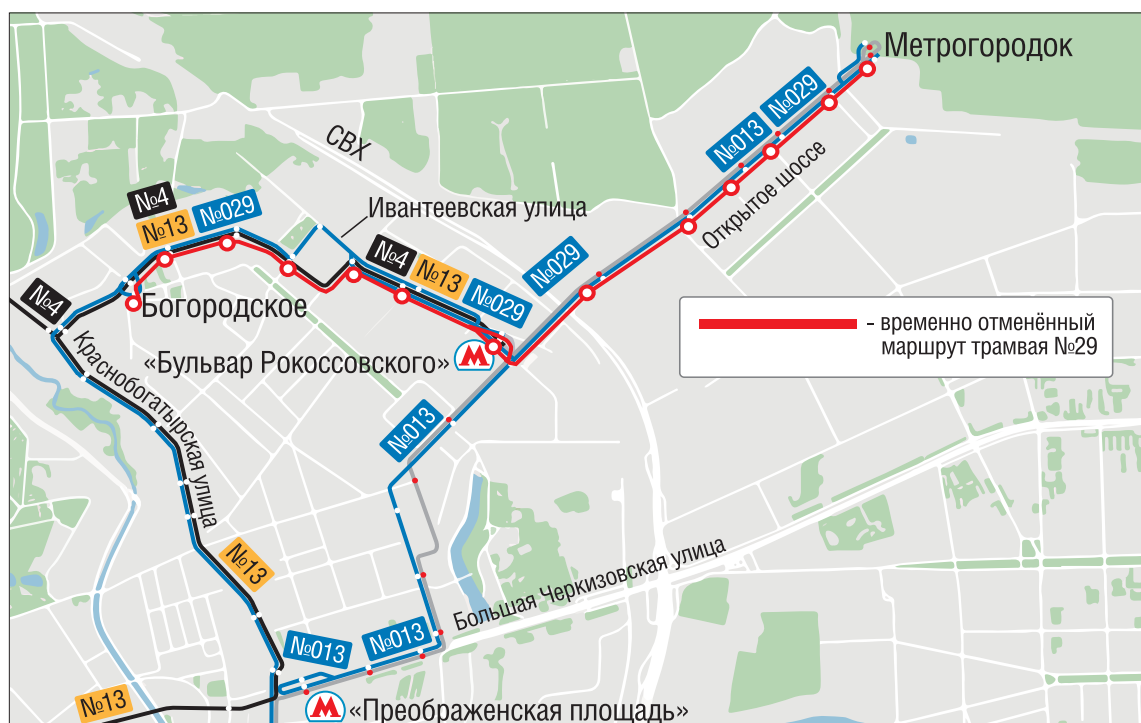 Метрогородок
№029
№013
СВХ
Открытое шоссе
№4
№13
№029
Ивантеевская улица
№4
№13
№029
№029
№4
Богородское
- временно отменённый
маршрут трамвая №29
«Бульвар Рокоссовского»
М
Краснобогатырская улица
№013
№13
Большая Черкизовская улица
№013
№013
№13
М
«Преображенская площадь»